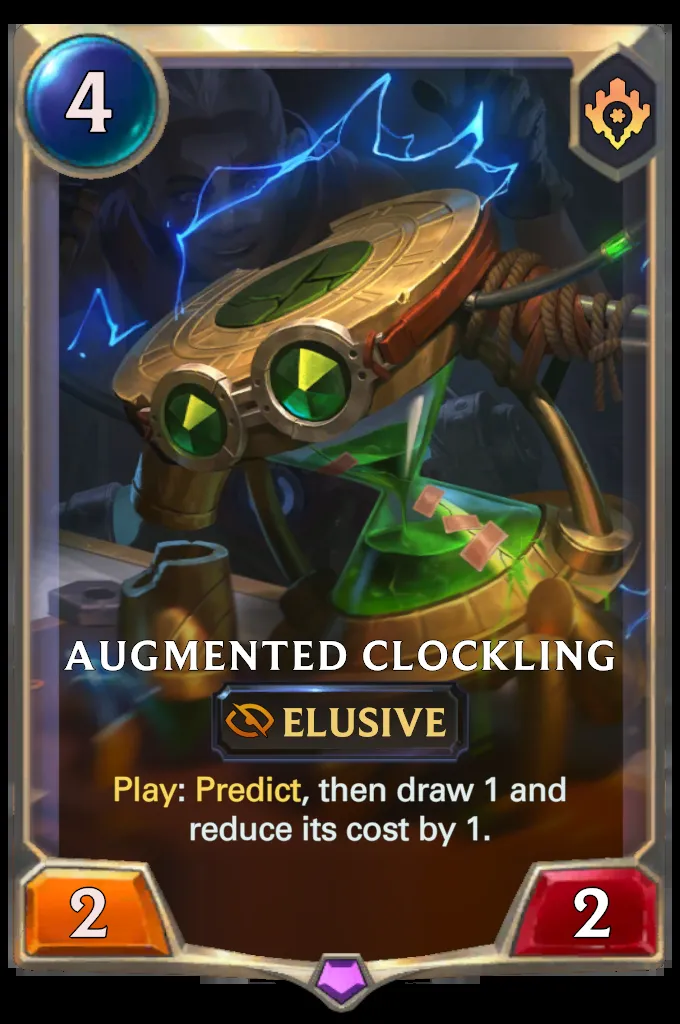 4
AUGMENTED CLOCKLING
ELUSIVE
Play: Predict, then draw 1 and
reduce its cost by 1.
2
2